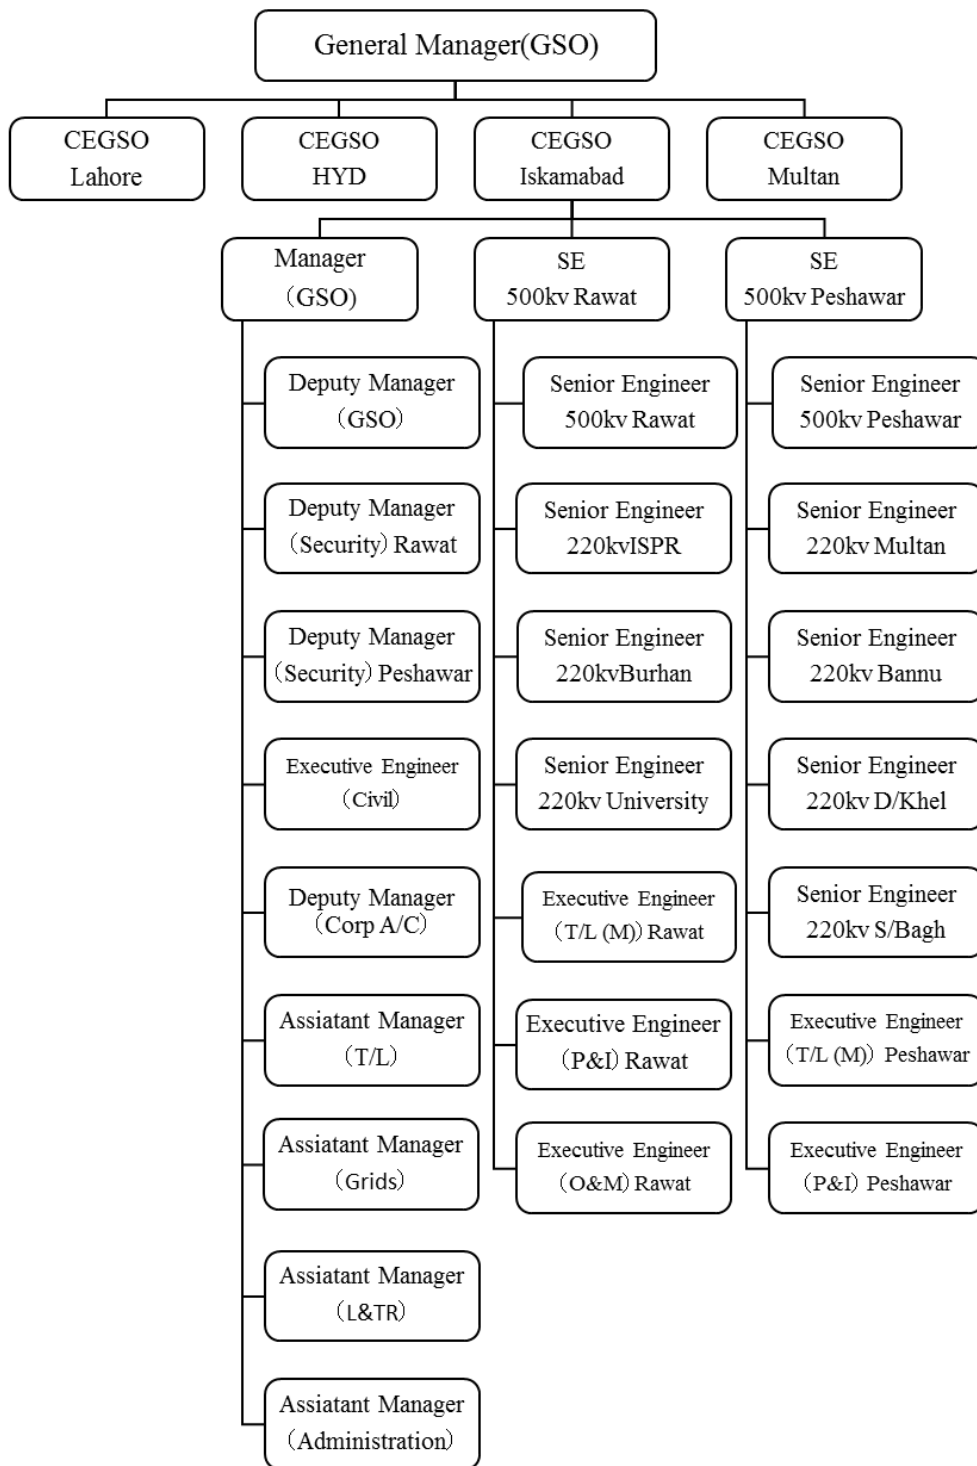 General Manager(GSO)
CEGSO
Lahore
CEGSO
HYD
CEGSO
Iskamabad
CEGSO
Multan
Manager
（GSO)
SE
500kv Rawat
SE
500kv Peshawar
Deputy Manager
（GSO）
Deputy Manager
（Security）Rawat
Deputy Manager
（Security）Peshawar
Executive Engineer
（Civil）
Deputy Manager
（Corp A/C）
Assiatant Manager
（T/L）
Assiatant Manager
（Grids）
Assiatant Manager
（L&TR）
Assiatant Manager
（Administration）
Senior Engineer
500kv Rawat
Senior Engineer
220kvISPR
Senior Engineer
220kvBurhan
Senior Engineer
220kv University
Executive Engineer
（T/L (M)）Rawat
Executive Engineer
（P&I）Rawat
Executive Engineer
（O&M）Rawat
Senior Engineer
500kv Peshawar
Senior Engineer
220kv Multan
Senior Engineer
220kv Bannu
Senior Engineer
220kv D/Khel
Senior Engineer
220kv S/Bagh
Executive Engineer
（T/L (M)）Peshawar
Executive Engineer
（P&I）Peshawar